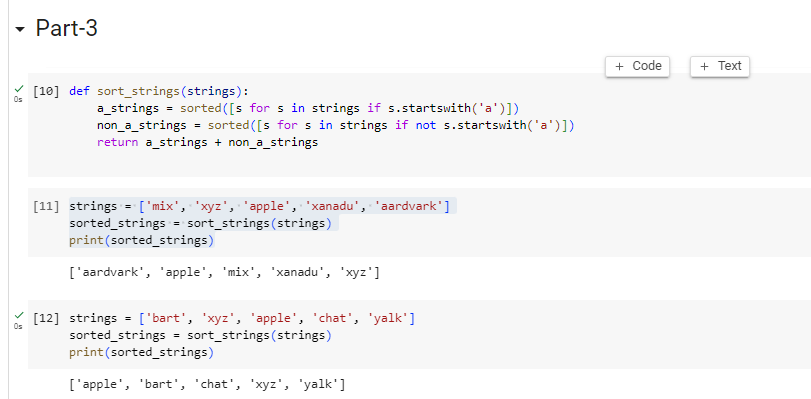 Part-3
+ Code + Text
0s [10] def sort_strings(strings):
a_strings = sorted([s for s in strings if s.startswith('a')])
non_a_strings = sorted([s for s in strings if not s.startswith('a')])
return a_strings + non_a_strings
[11] strings = ['mix', 'xyz', 'apple', 'xanadu', 'aardvark']
sorted_strings = sort_strings(strings)
print(sorted_strings)
['aardvark', 'apple', 'mix', 'xanadu', 'xyz']
0s [12] strings = ['bart', 'xyz', 'apple', 'chat', 'yalk']
sorted_strings = sort_strings(strings)
print(sorted_strings)
['apple', 'bart', 'chat', 'xyz', 'yalk']